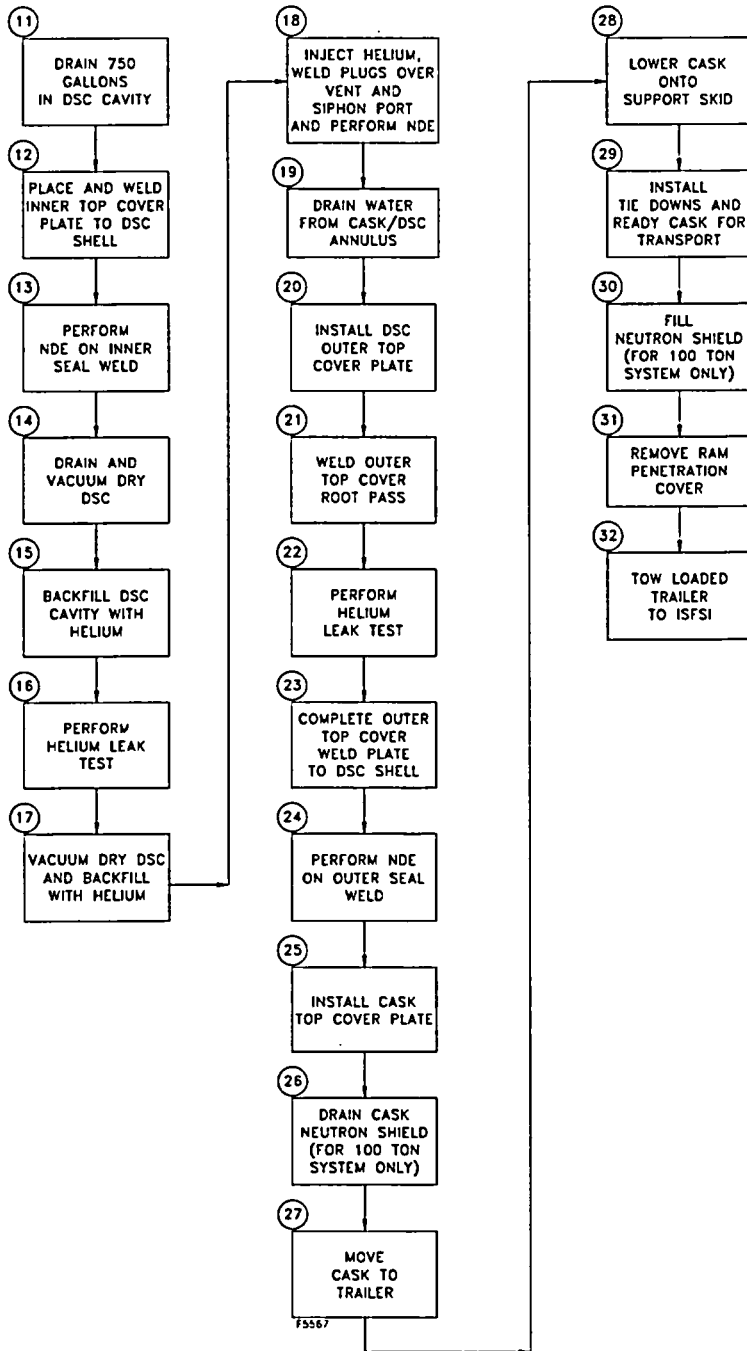 11
DRAIN 750
GALLONS
IN DSC CAVITY
12
PLACE AND WELD
INNER TOP COVER
PLATE TO DSC
SHELL
13
PERFORM
NDE ON INNER
SEAL WELD
14
DRAIN AND
VACUUM DRY
DSC
15
BACKFILL DSC
CAVITY WITH
HELIUM
16
PERFORM
HELIUM LEAK
TEST
17
VACUUM DRY DSC
AND BACKFILL
WITH HELIUM
18
INJECT HELIUM,
WELD PLUGS OVER
VENT AND
SIPHON PORT
AND PERFORM NDE
19
DRAIN WATER
FROM CASK/DSC
ANNULUS
20
INSTALL DSC
OUTER TOP
COVER PLATE
21
WELD OUTER
TOP COVER
ROOT PASS
22
PERFORM
HELIUM
LEAK TEST
23
COMPLETE OUTER
TOP COVER
WELD PLATE
TO DSC SHELL
24
PERFORM NDE
ON OUTER SEAL
WELD
25
INSTALL CASK
TOP COVER PLATE
26
DRAIN CASK
NEUTRON SHIELD
(FOR 100 TON
SYSTEM ONLY)
27
MOVE
CASK TO
TRAILER
F5567
28
LOWER CASK
ONTO
SUPPORT SKID
29
INSTALL
TIE DOWNS AND
READY CASK FOR
TRANSPORT
30
FILL
NEUTRON SHIELD
(FOR 100 TON
SYSTEM ONLY)
31
REMOVE RAM
PENETRATION
COVER
32
TOW LOADED
TRAILER
TO ISFSI